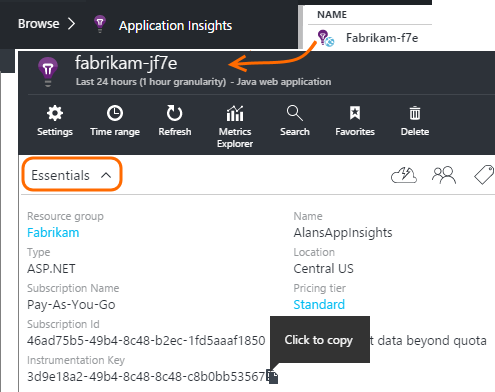 Browse > Application Insights
NAME
Fabrikam-f7e
fabrikam-jf7e
Last 24 hours (1 hour granularity) - Java web application
Settings
Time range
Refresh
Metrics
Explorer
Search
Favorites
Delete
Essentials
Resource group
Name
Fabrikam
AlansAppInsights
Type
Location
ASP.NET
Central US
Subscription Name
Pricing tier
Pay-As-You-Go
Standard
Subscription Id
46ad75b5-49b4-8c48-b2ec-1fd5aaaf1850
Click to copy
t data beyond quota
Instrumentation Key
3d9e18a2-49b4-8c48-8c48-c8b0bb53567